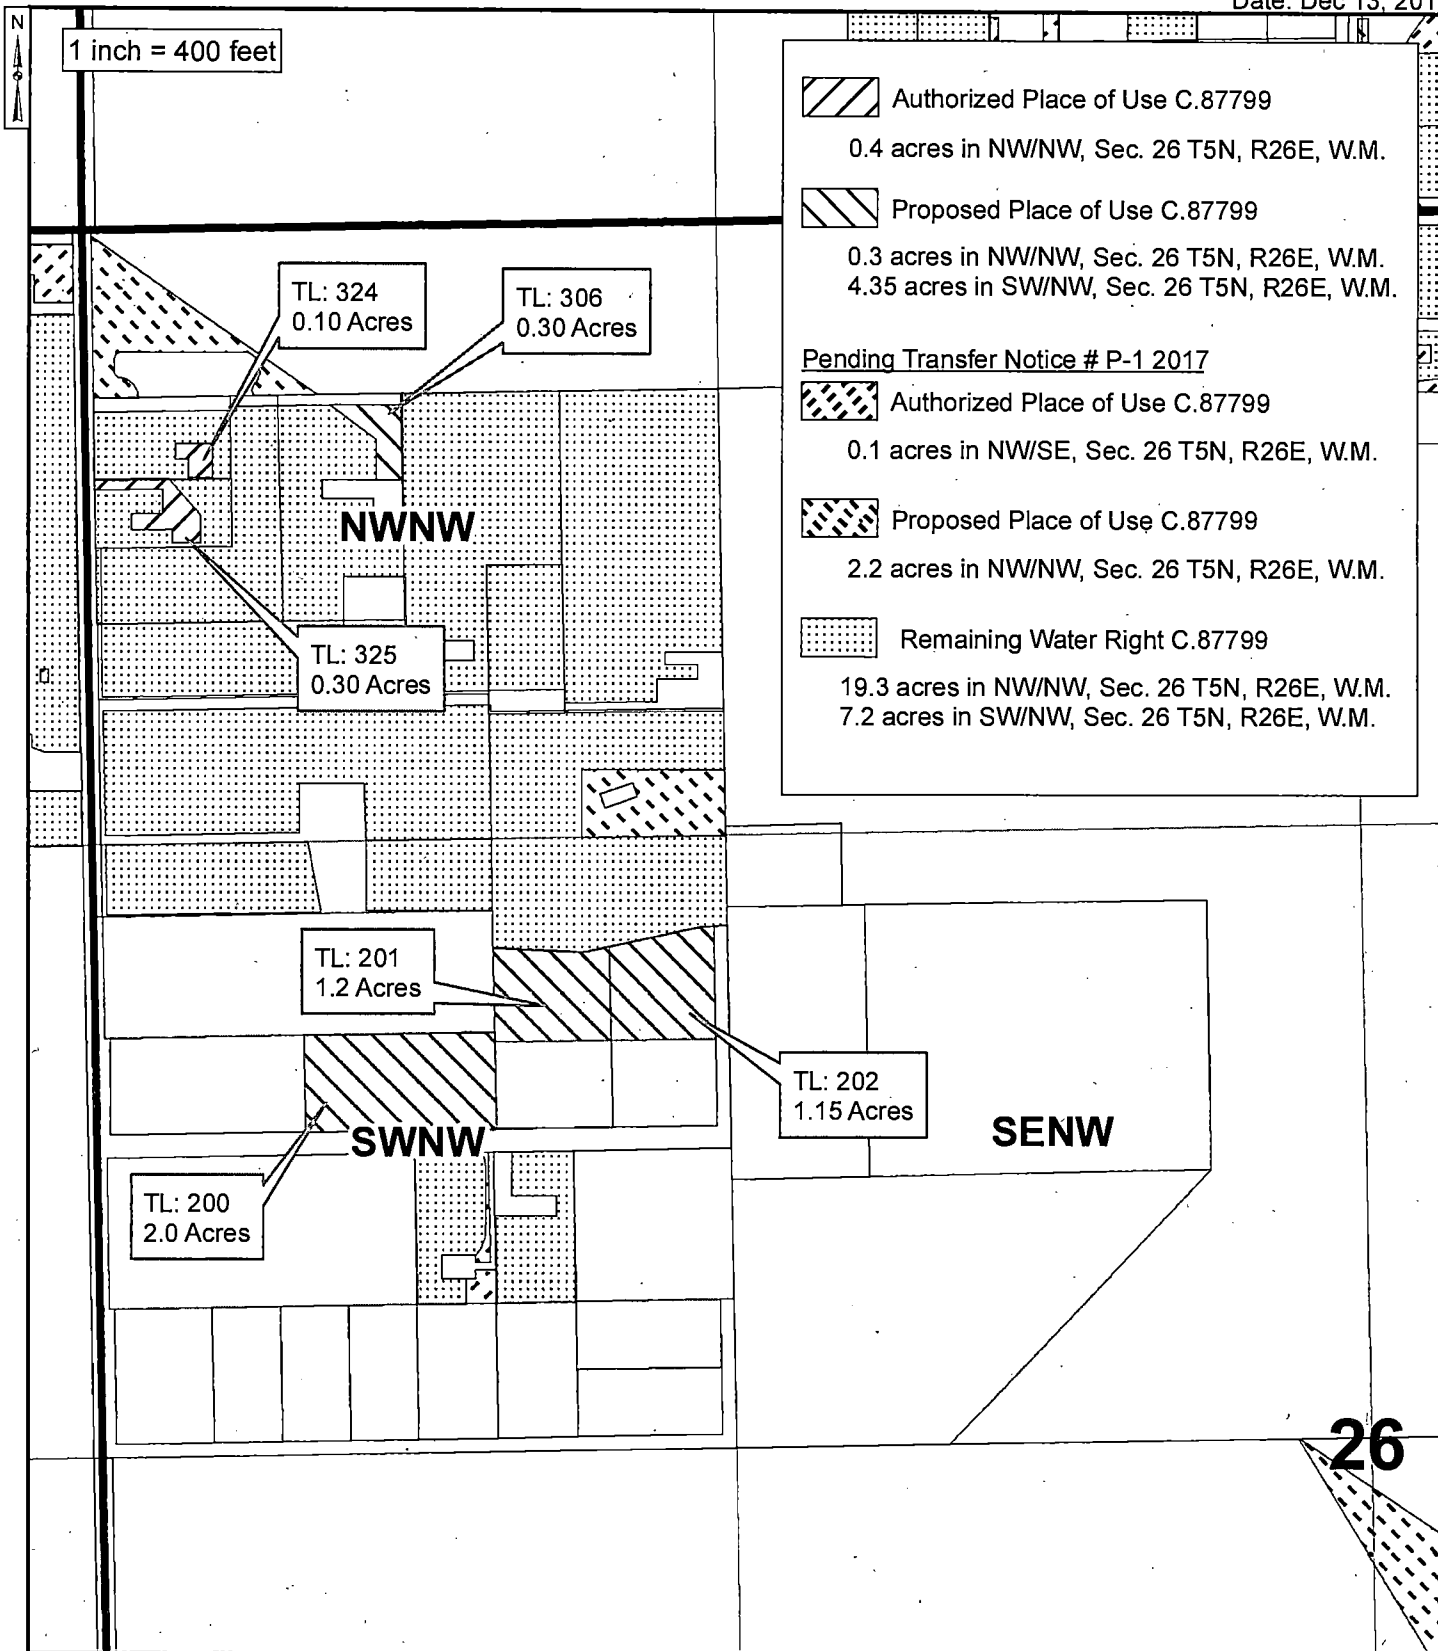 Date: Dec 13, 201
N
1 inch = 400 feet
Authorized Place of Use C.87799
0.4 acres in NW/NW, Sec. 26 T5N, R26E, W.M.
Proposed Place of Use C.87799
0.3 acres in NW/NW, Sec. 26 T5N, R26E, W.M.
4.35 acres in SW/NW, Sec. 26 T5N, R26E, W.M.
Pending Transfer Notice # P-1 2017
Authorized Place of Use C.87799
0.1 acres in NW/SE, Sec. 26 T5N, R26E, W.M.
Proposed Place of Use C.87799
2.2 acres in NW/NW, Sec. 26 T5N, R26E, W.M.
Remaining Water Right C.87799
19.3 acres in NW/NW, Sec. 26 T5N, R26E, W.M.
7.2 acres in SW/NW, Sec. 26 T5N, R26E, W.M.
TL: 324
0.10 Acres
TL: 306
0.30 Acres
NWNW
TL: 325
0.30 Acres
TL: 201
1.2 Acres
TL: 202
1.15 Acres
SENW
SWNW
TL: 200
2.0 Acres
26